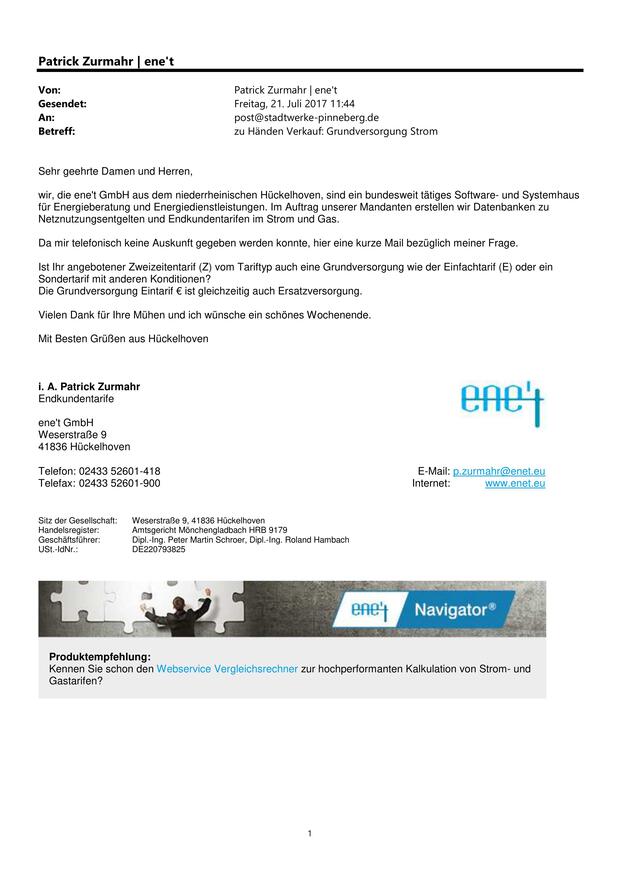 Patrick Zurmahr | ene't
Von: Patrick Zurmahr | ene't
Gesendet: Freitag, 21. Juli 2017 11:44
An: post@stadtwerke-pinneberg.de
Betreff: zu Händen Verkauf: Grundversorgung Strom
Sehr geehrte Damen und Herren,
wir, die ene't GmbH aus dem niederrheinischen Hückelhoven, sind ein bundesweit tätiges Software- und Systemhaus
für Energieberatung und Energiedienstleistungen. Im Auftrag unserer Mandanten erstellen wir Datenbanken zu
Netznutzungsentgelten und Endkundentarifen im Strom und Gas.
Da mir telefonisch keine Auskunft gegeben werden konnte, hier eine kurze Mail bezüglich meiner Frage.
Ist Ihr angebotener Zweizeitentarif (Z) vom Tariftyp auch eine Grundversorgung wie der Einfachtarif (E) oder ein
Sondertarif mit anderen Konditionen?
Die Grundversorgung Eintarif € ist gleichzeitig auch Ersatzversorgung.
Vielen Dank für Ihre Mühen und ich wünsche ein schönes Wochenende.
Mit Besten Grüßen aus Hückelhoven
i. A. Patrick Zurmahr
Endkundentarife
ene't
ene't GmbH
Weserstraße 9
41836 Hückelhoven
Telefon: 02433 52601-418 E-Mail: p.zurmahr@enet.eu
Telefax: 02433 52601-900 Internet: www.enet.eu
Sitz der Gesellschaft: Weserstraße 9, 41836 Hückelhoven
Handelsregister: Amtsgericht Mönchengladbach HRB 9179
Geschäftsführer: Dipl.-Ing. Peter Martin Schroer, Dipl.-Ing. Roland Hambach
USt.-IdNr.: DE220793825
ene't Navigator®
Produktempfehlung:
Kennen Sie schon den Webservice Vergleichsrechner zur hochperformanten Kalkulation von Strom- und
Gastarifen?
1